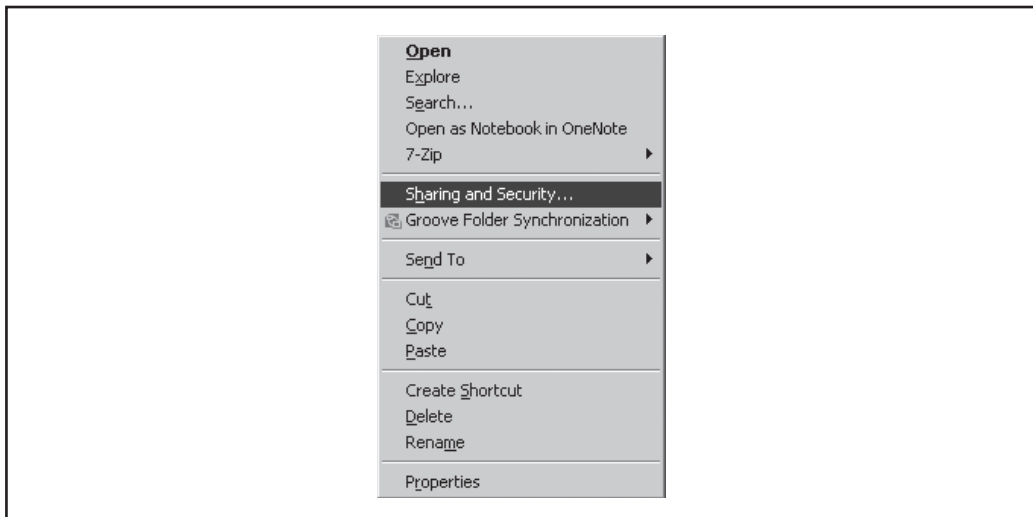 Open
Explore
Search...
Open as Notebook in OneNote
7-Zip
Sharing and Security...
Groove Folder Synchronization
Send To
Cut
Copy
Paste
Create Shortcut
Delete
Rename
Properties